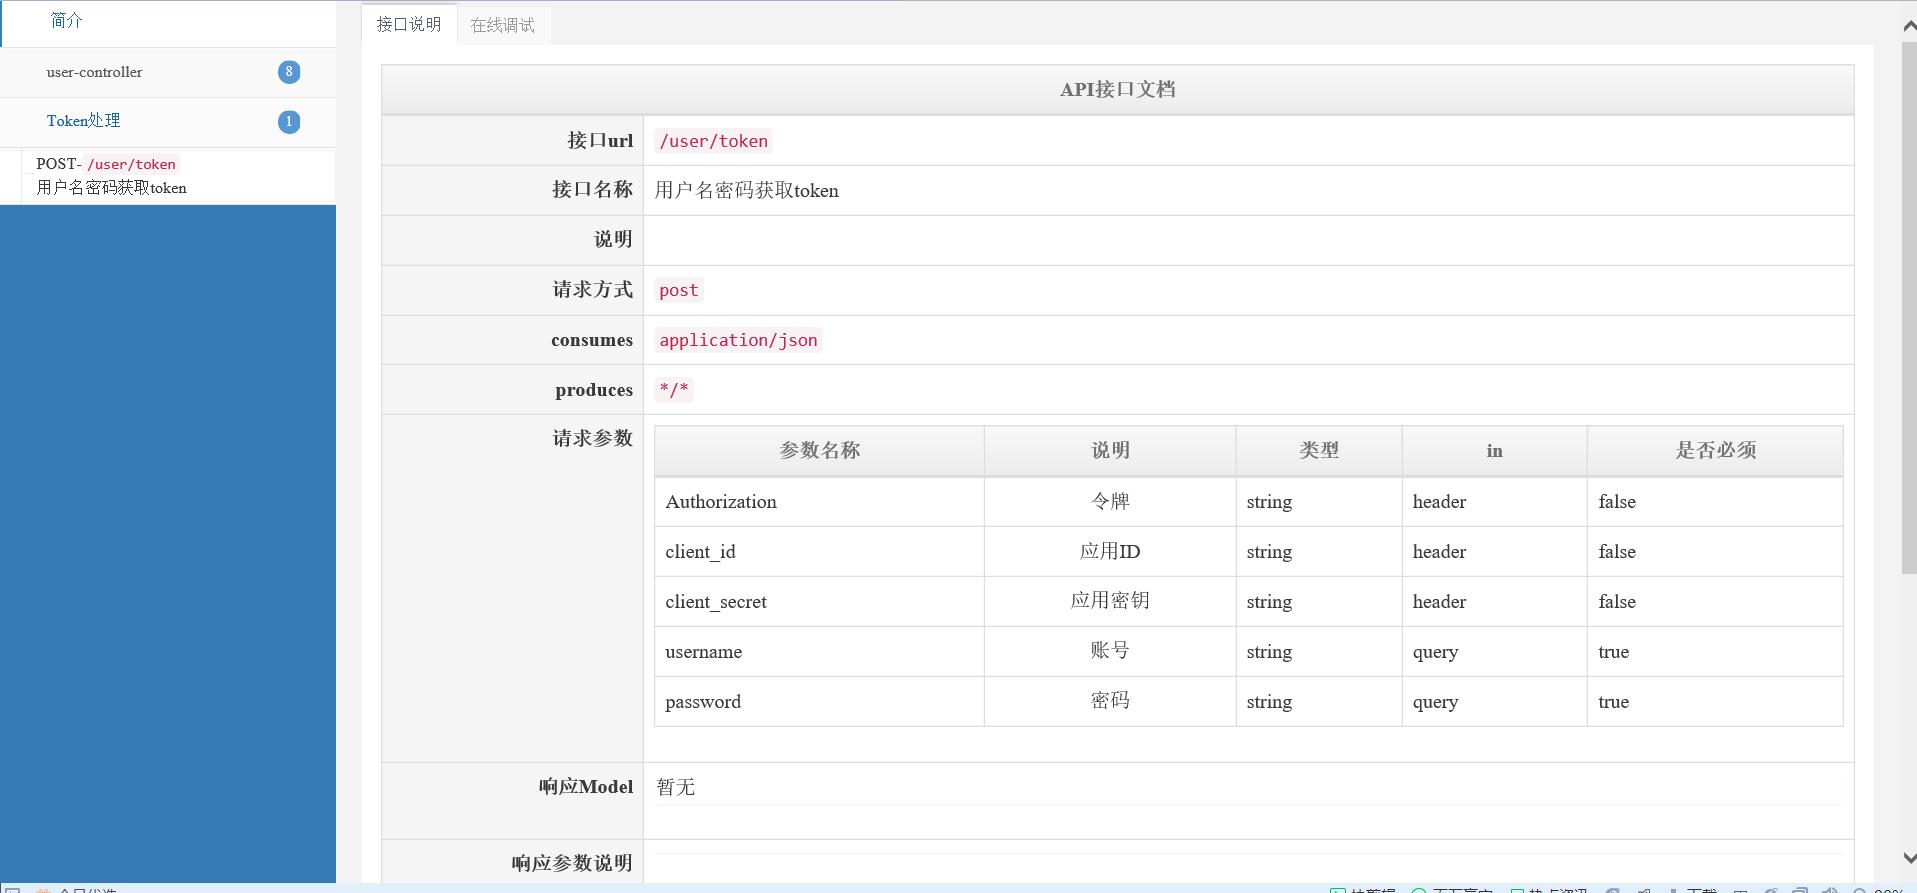 简介
接口说明 在线调试
user-controller 8
API接口文档
Token处理 1
接口url /user/token
POST- /user/token
用户名密码获取token
接口名称 用户名密码获取token
说明
请求方式 post
consumes application/json
produces */*
请求参数 参数名称 说明 类型 in 是否必须
Authorization 令牌 string header false
client_id 应用ID string header false
client_secret 应用密钥 string header false
username 账号 string query true
password 密码 string query true
响应Model 暂无
响应参数说明